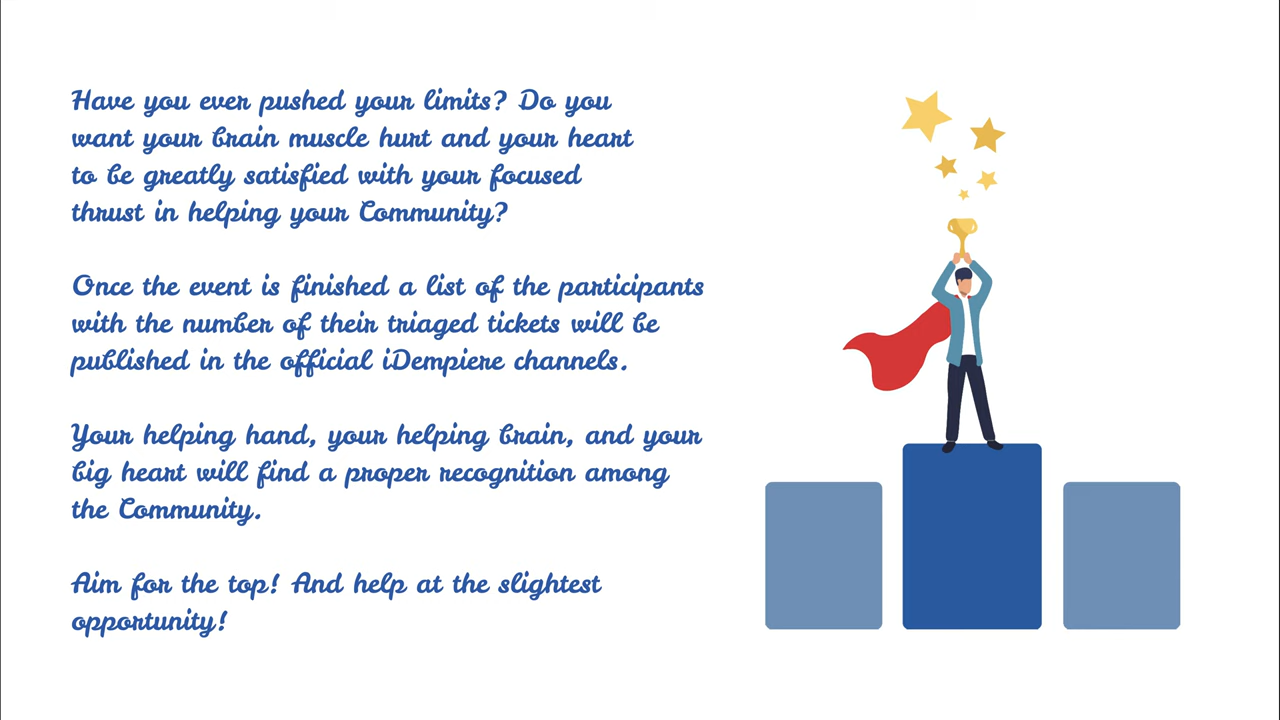 Have you ever pushed your limits? Do you
want your brain muscle hurt and your heart
to be greatly satisfied with your focused
thrust in helping your Community?
Once the event is finished a list of the participants
with the number of their triaged tickets will be
published in the official iDempiere channels.
Your helping hand, your helping brain, and your
big heart will find a proper recognition among
the Community.
Aim for the top! And help at the slightest
opportunity!